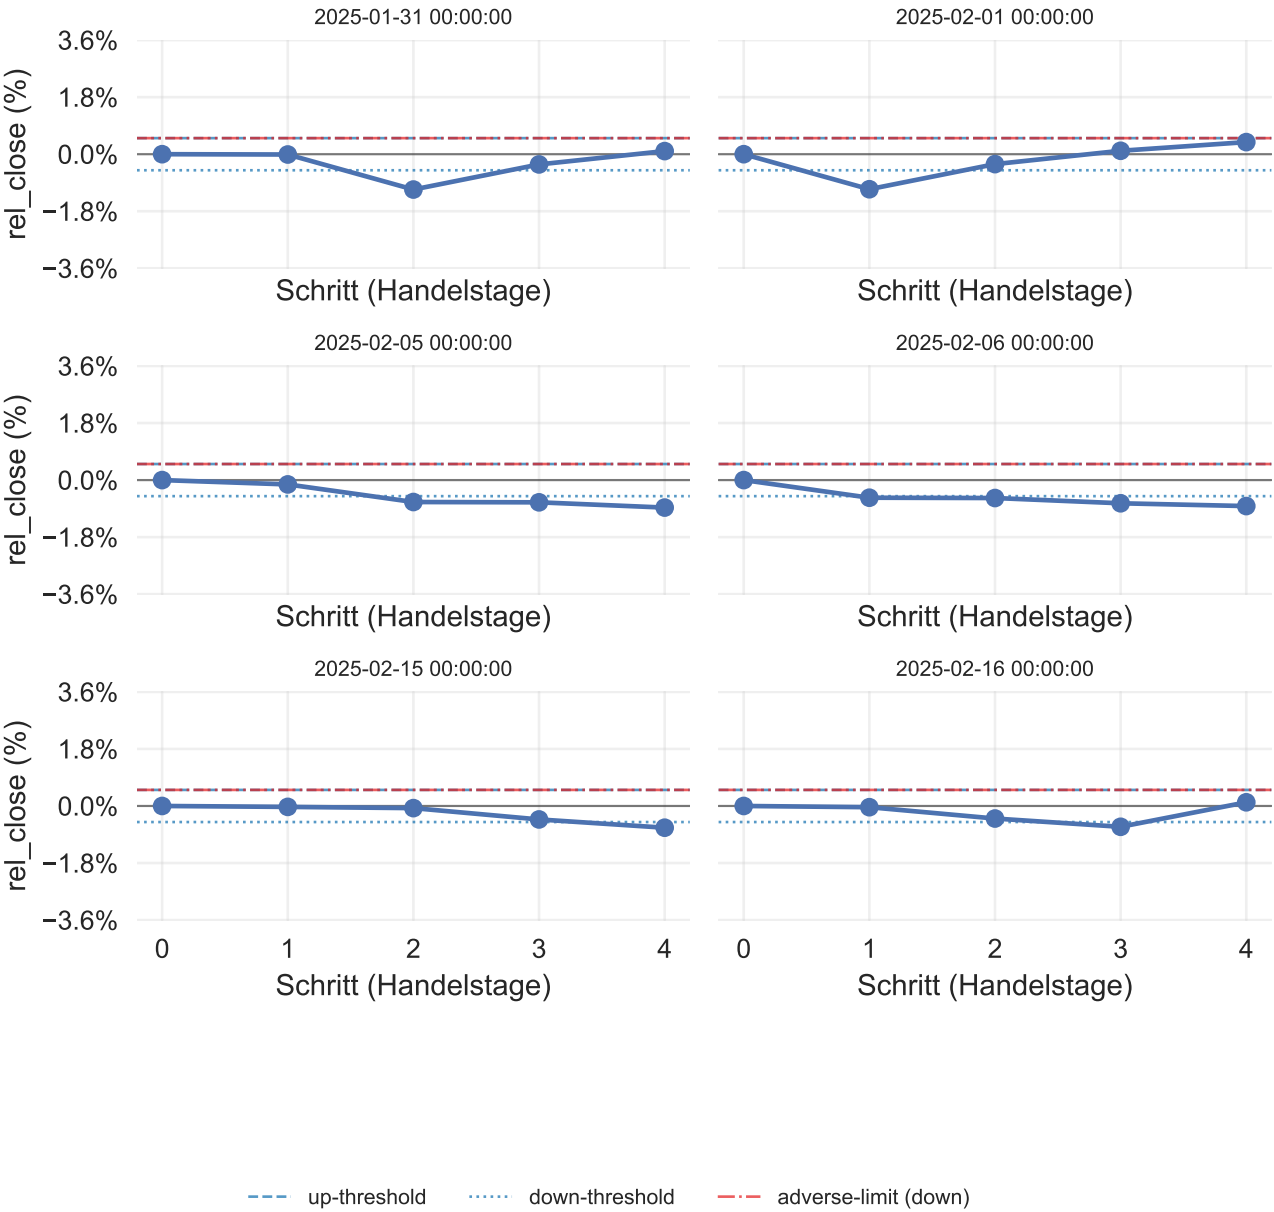 2025-01-31 00:00:00
2025-02-01 00:00:00
3.6%
1.8%
0.0%
−1.8%
−3.6%
rel_close (%)
Schritt (Handelstage)
Schritt (Handelstage)
2025-02-05 00:00:00
2025-02-06 00:00:00
3.6%
1.8%
0.0%
−1.8%
−3.6%
rel_close (%)
Schritt (Handelstage)
Schritt (Handelstage)
2025-02-15 00:00:00
2025-02-16 00:00:00
3.6%
1.8%
0.0%
−1.8%
−3.6%
rel_close (%)
0 1 2 3 4
0 1 2 3 4
Schritt (Handelstage)
Schritt (Handelstage)
up-threshold
down-threshold
adverse-limit (down)